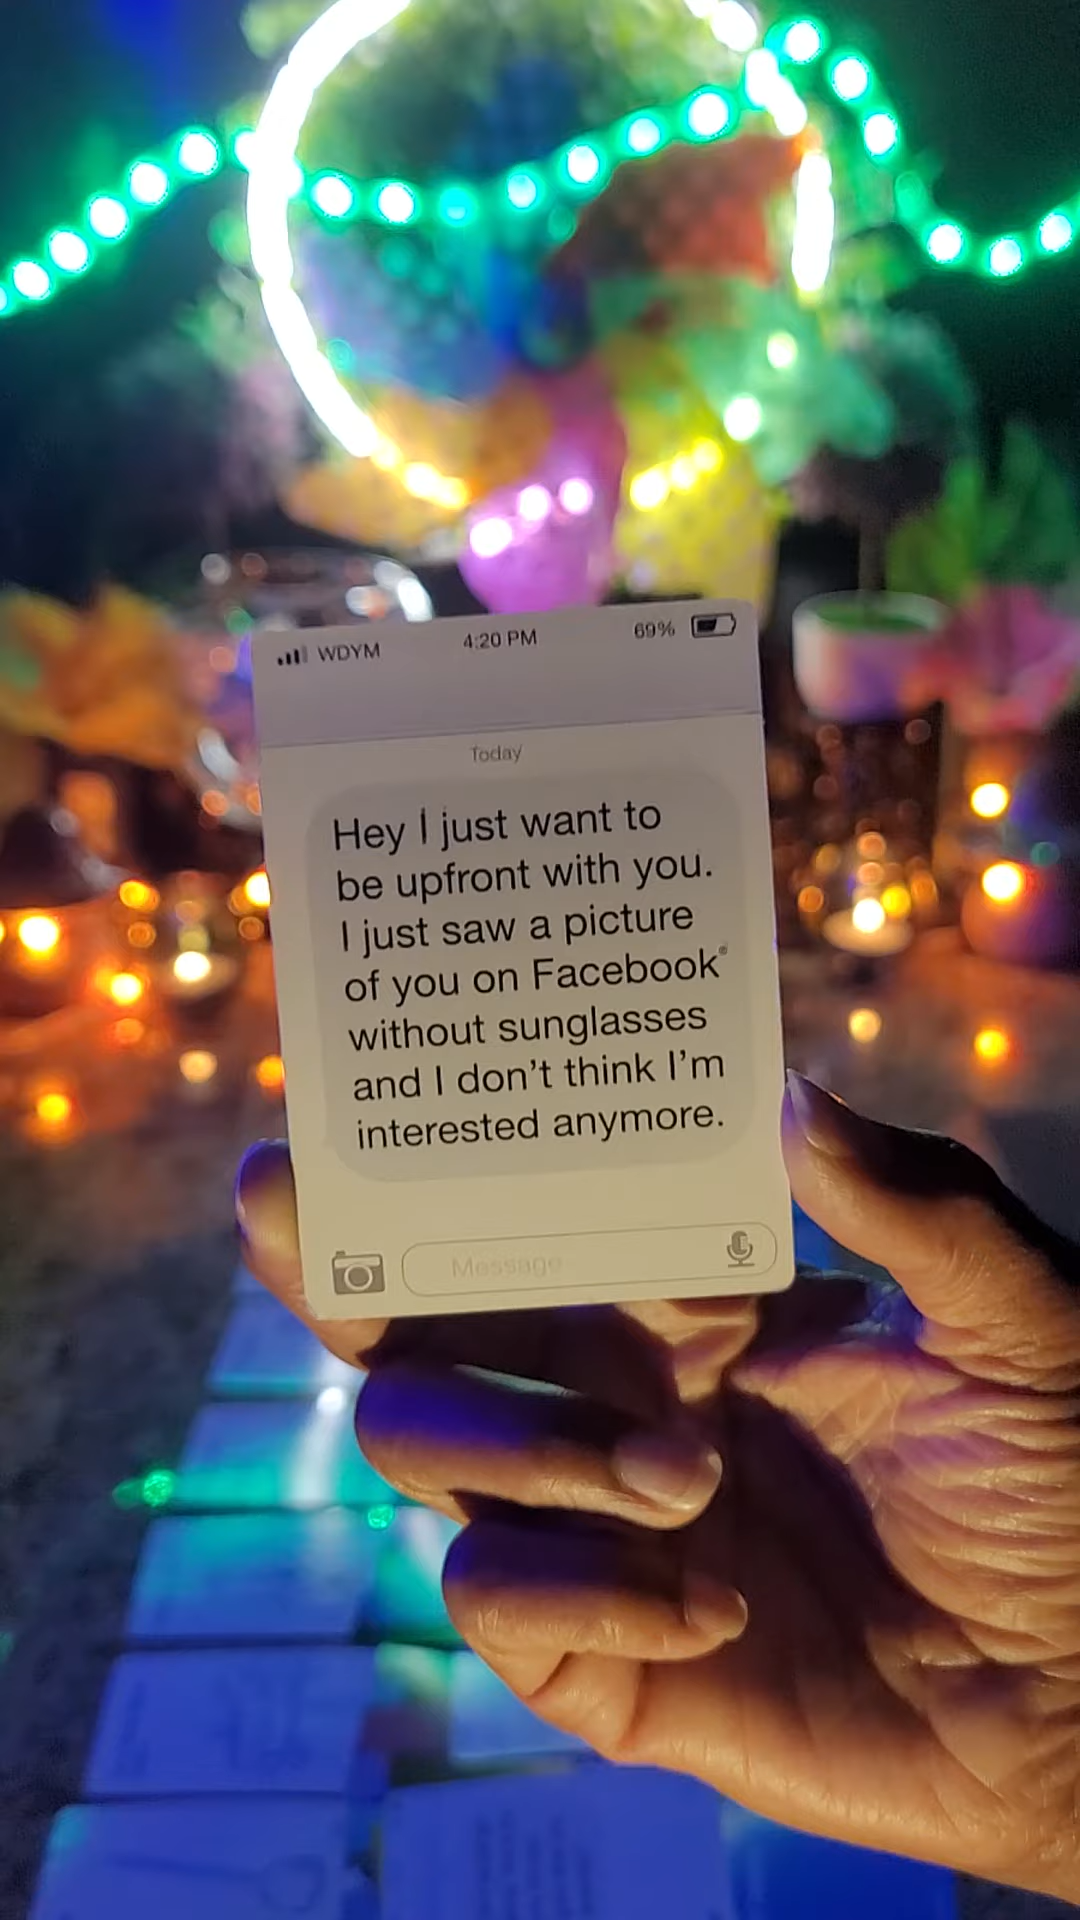 WDYM 4:20 PM 69%
Today
Hey I just want to
be upfront with you.
I just saw a picture
of you on Facebook®
without sunglasses
and I don't think I'm
interested anymore.
Message